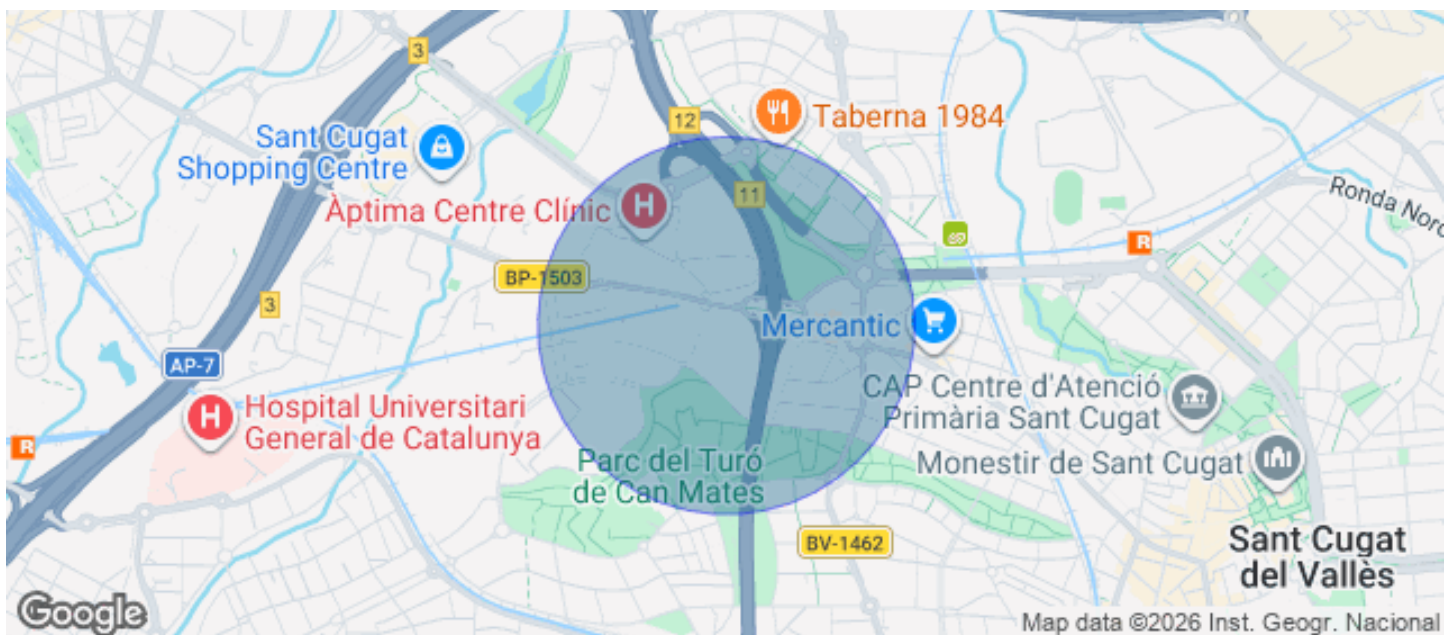 3
12
Taberna 1984
Sant Cugat
Shopping Centre
Àptima Centre Clínic
11
Ronda Nord
R
BP-1503
3
Mercantic
AP-7
CAP Centre d'Atenció
Primària Sant Cugat
Hospital Universitari
General de Catalunya
R
Parc del Turó
de Can Mates
Monestir de Sant Cugat
BV-1462
Sant Cugat
del Vallès
Google
Map data ©2026 Inst. Geogr. Nacional